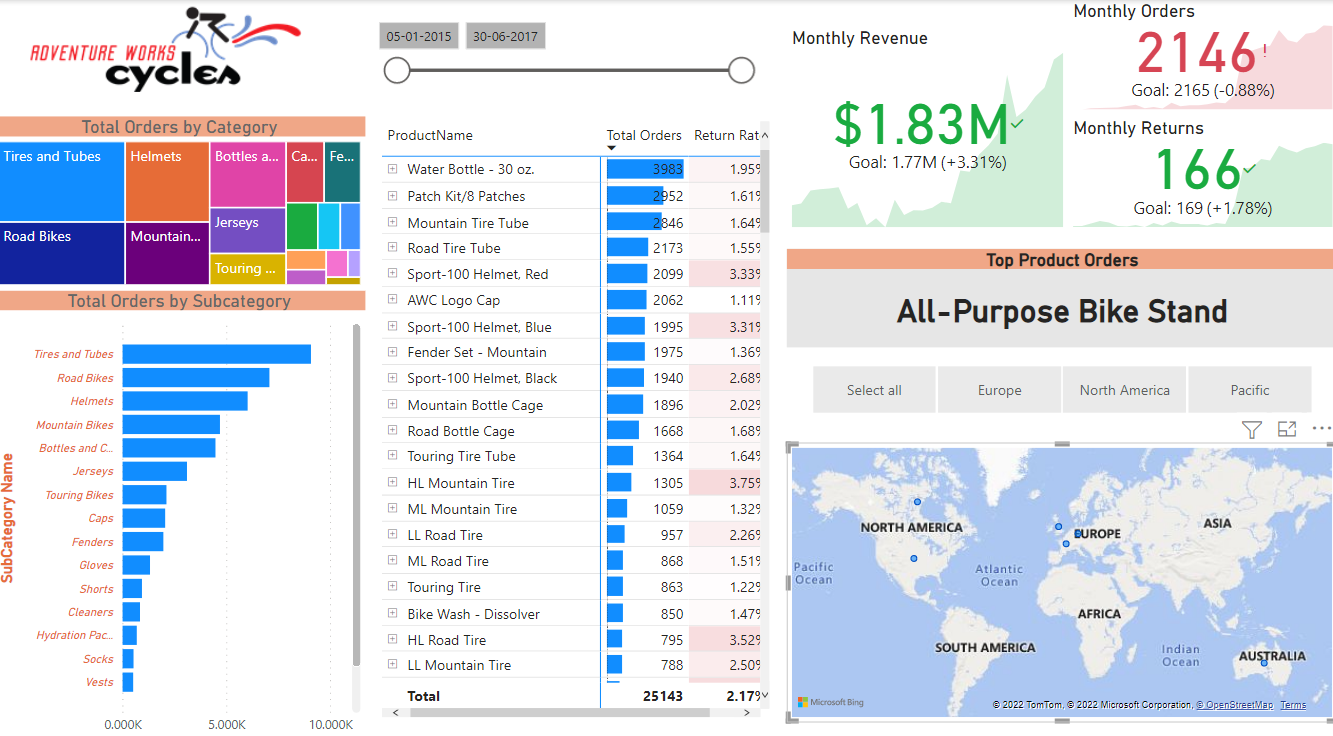 ADVENTURE WORKS
cycles
05-01-2015
30-06-2017
Total Orders by Category
Tires and Tubes
Helmets
Bottles a...
Ca...
Fe...
Road Bikes
Mountain...
Jerseys
Touring ...
Total Orders by Subcategory
SubCategory Name
Tires and Tubes
Road Bikes
Helmets
Mountain Bikes
Bottles and C...
Jerseys
Touring Bikes
Caps
Fenders
Gloves
Shorts
Cleaners
Hydration Pac...
Socks
Vests
0.000K 5.000K 10.000K
ProductName Total Orders Return Rat
Water Bottle - 30 oz. 3983 1.95%
Patch Kit/8 Patches 2952 1.61%
Mountain Tire Tube 2846 1.64%
Road Tire Tube 2173 1.55%
Sport-100 Helmet, Red 2099 3.33%
AWC Logo Cap 2062 1.11%
Sport-100 Helmet, Blue 1995 3.31%
Fender Set - Mountain 1975 1.36%
Sport-100 Helmet, Black 1940 2.68%
Mountain Bottle Cage 1896 2.02%
Road Bottle Cage 1668 1.68%
Touring Tire Tube 1364 1.64%
HL Mountain Tire 1305 3.75%
ML Mountain Tire 1059 1.32%
LL Road Tire 957 2.26%
ML Road Tire 868 1.51%
Touring Tire 863 1.22%
Bike Wash - Dissolver 850 1.47%
HL Road Tire 795 3.52%
LL Mountain Tire 788 2.50%
Total 25143 2.17%
Monthly Revenue
$1.83M
Goal: 1.77M (+3.31%)
Monthly Orders
2146!
Goal: 2165 (-0.88%)
Monthly Returns
166
Goal: 169 (+1.78%)
Top Product Orders
All-Purpose Bike Stand
Select all
Europe
North America
Pacific
NORTH AMERICA
EUROPE
ASIA
Pacific
Ocean
Atlantic
Ocean
AFRICA
SOUTH AMERICA
Indian
Ocean
AUSTRALIA
Microsoft Bing
© 2022 TomTom, © 2022 Microsoft Corporation, © OpenStreetMap Terms